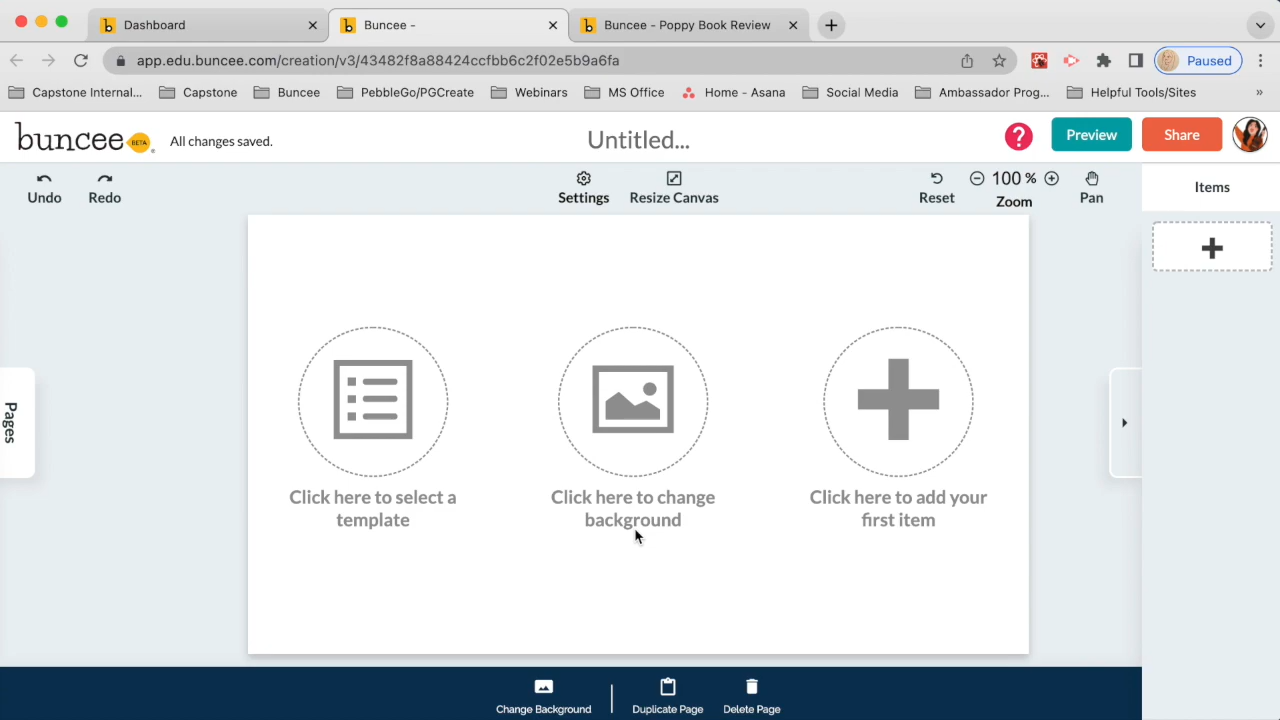 Dashboard
Buncee -
Buncee - Poppy Book Review
app.edu.buncee.com/creation/v3/43482f8a88424ccfbb6c2f02e5b9a6fa
Paused
Capstone Internal...
Capstone
Buncee
PebbleGo/PGCreate
Webinars
MS Office
Home - Asana
Social Media
Ambassador Prog...
Helpful Tools/Sites
»
buncee BETA
All changes saved.
Untitled...
?
Preview
Share
Undo
Redo
Settings
Resize Canvas
Reset
100 %
Zoom
Pan
Items
Pages
Click here to select a
template
Click here to change
background
Click here to add your
first item
Change Background
Duplicate Page
Delete Page